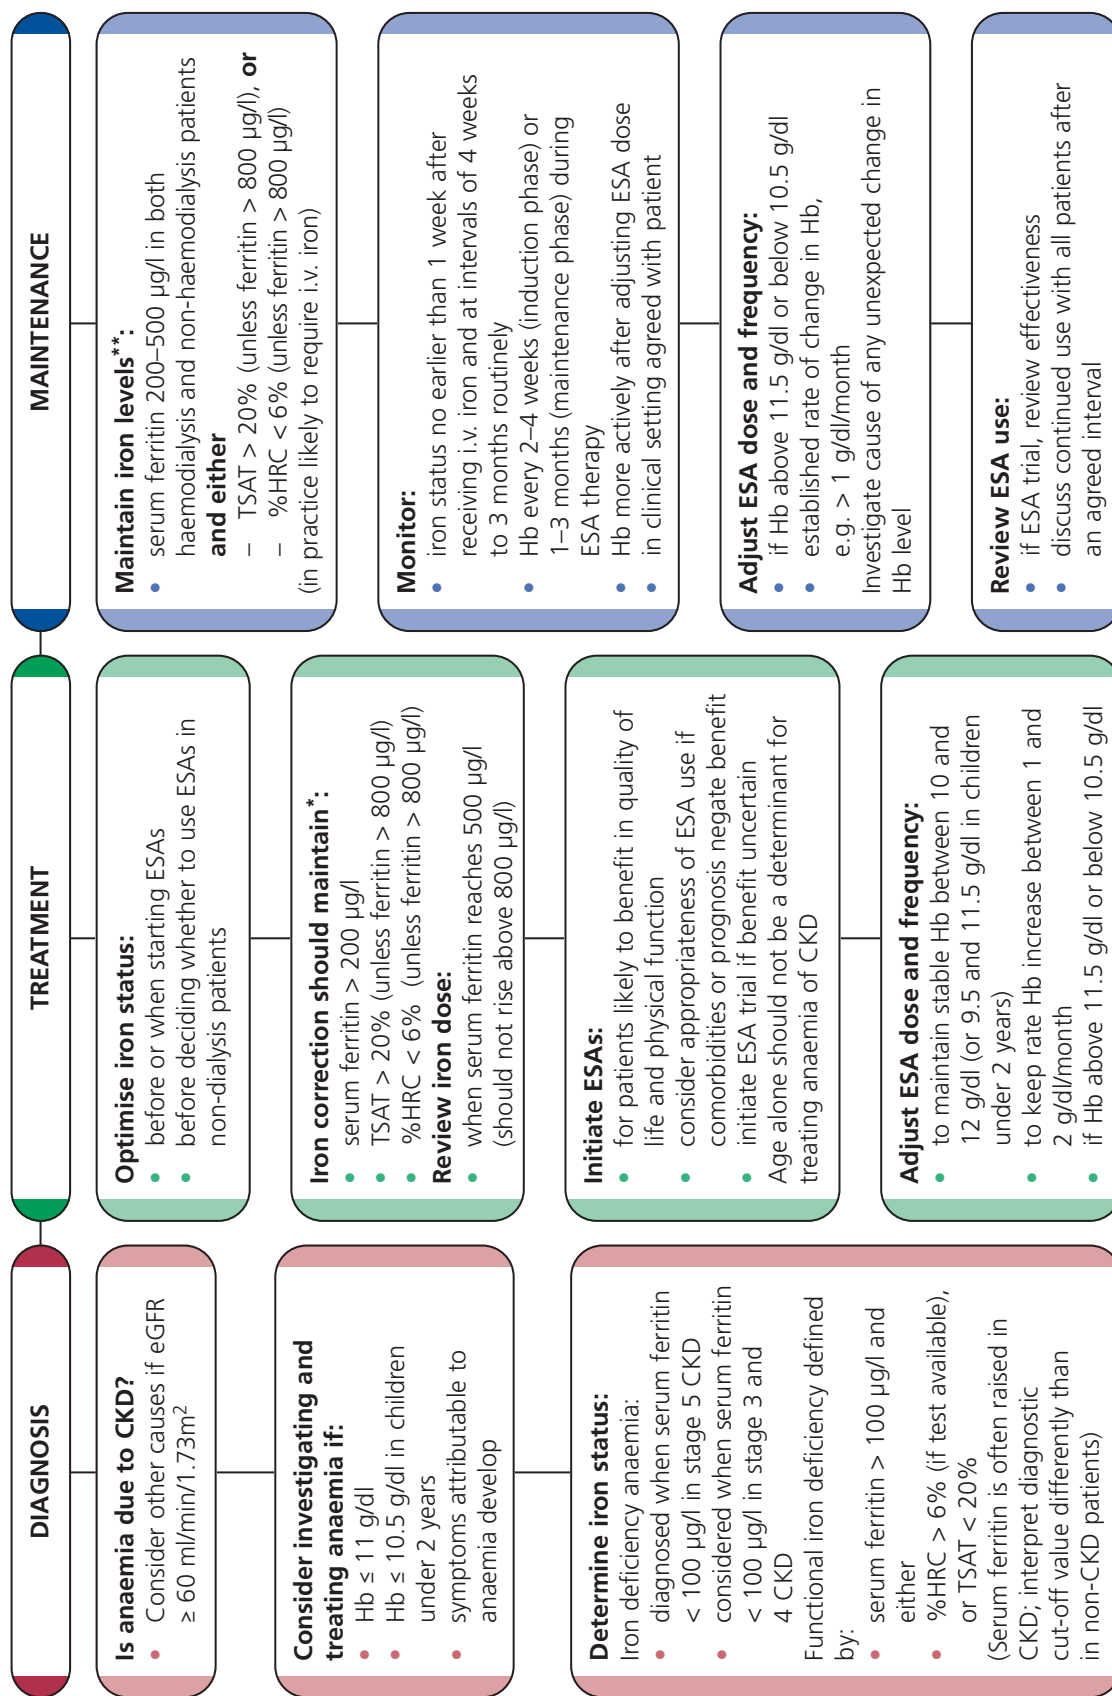 DIAGNOSIS
Is anaemia due to CKD?
• Consider other causes if eGFR
≥ 60 ml/min/1.73m²
Consider investigating and
treating anaemia if:
• Hb ≤ 11 g/dl
• Hb ≤ 10.5 g/dl in children
under 2 years
• symptoms attributable to
anaemia develop
Determine iron status:
Iron deficiency anaemia:
• diagnosed when serum ferritin
< 100 µg/l in stage 5 CKD
• considered when serum ferritin
< 100 µg/l in stage 3 and
4 CKD
Functional iron deficiency defined
by:
• serum ferritin > 100 µg/l and
either
• %HRC > 6% (if test available),
or TSAT < 20%
(Serum ferritin is often raised in
CKD; interpret diagnostic
cut-off value differently than
in non-CKD patients)
TREATMENT
Optimise iron status:
• before or when starting ESAs
• before deciding whether to use ESAs in
non-dialysis patients
Iron correction should maintain*:
• serum ferritin > 200 µg/l
• TSAT > 20% (unless ferritin > 800 µg/l)
• %HRC < 6% (unless ferritin > 800 µg/l)
Review iron dose:
• when serum ferritin reaches 500 µg/l
(should not rise above 800 µg/l)
Initiate ESAs:
• for patients likely to benefit in quality of
life and physical function
• consider appropriateness of ESA use if
comorbidities or prognosis negate benefit
• initiate ESA trial if benefit uncertain
Age alone should not be a determinant for
treating anaemia of CKD
Adjust ESA dose and frequency:
• to maintain stable Hb between 10 and
12 g/dl (or 9.5 and 11.5 g/dl in children
under 2 years)
• to keep rate Hb increase between 1 and
2 g/dl/month
• if Hb above 11.5 g/dl or below 10.5 g/dl
MAINTENANCE
Maintain iron levels**:
• serum ferritin 200–500 µg/l in both
haemodialysis and non-haemodialysis patients
and either
– TSAT > 20% (unless ferritin > 800 µg/l), or
– %HRC < 6% (unless ferritin > 800 µg/l)
(in practice likely to require i.v. iron)
Monitor:
• iron status no earlier than 1 week after
receiving i.v. iron and at intervals of 4 weeks
to 3 months routinely
• Hb every 2–4 weeks (induction phase) or
1–3 months (maintenance phase) during
ESA therapy
• Hb more actively after adjusting ESA dose
• in clinical setting agreed with patient
Adjust ESA dose and frequency:
• if Hb above 11.5 g/dl or below 10.5 g/dl
• established rate of change in Hb,
e.g. > 1 g/dl/month
Investigate cause of any unexpected change in
Hb level
Review ESA use:
• if ESA trial, review effectiveness
• discuss continued use with all patients after
an agreed interval